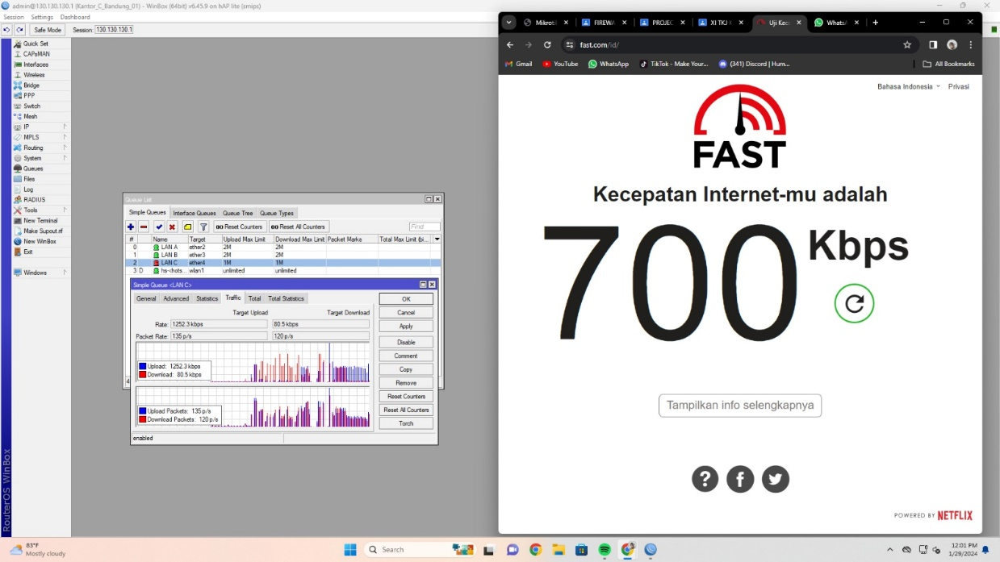 admin@130.130.130.1 (Kantor_C_Bandung_01) - WinBox (64bit) v6.45.9 on hAP lite (smips)
Session Settings Dashboard
Safe Mode Session: 130.130.130.1
Quick Set
CAPsMAN
Interfaces
Wireless
Bridge
PPP
Switch
Mesh
IP
MPLS
Routing
System
Queues
Files
Log
RADIUS
Tools
New Terminal
Make Supout.rif
New WinBox
Exit
Windows
RouterOS WinBox
Queue List
Simple Queues Interface Queues Queue Tree Queue Types
00 Reset Counters 00 Reset All Counters Find
# Name Target Upload Max Limit Download Max Limit Packet Marks Total Max Limit (bi...
0 LAN A ether2 2M 2M
1 LAN B ether3 2M 2M
2 LAN C ether4 1M 1M
3 D hs-<hots... wlan1 unlimited unlimited
Simple Queue <LAN C>
General Advanced Statistics Traffic Total Total Statistics
Target Upload Target Download
Rate: 1252.3 kbps 80.5 kbps
Packet Rate: 135 p/s 120 p/s
Upload: 1252.3 kbps
Download: 80.5 kbps
Upload Packets: 135 p/s
Download Packets: 120 p/s
enabled
OK
Cancel
Apply
Disable
Comment
Copy
Remove
Reset Counters
Reset All Counters
Torch
4
Mikroti FIREWA PROJEC XI TKJ Uji Kec WhatsA
fast.com/id/
Gmail YouTube WhatsApp TikTok - Make Your... (341) Discord | Hum... All Bookmarks
Bahasa Indonesia Privasi
FAST
Kecepatan Internet-mu adalah
700 Kbps
Tampilkan info selengkapnya
?
POWERED BY NETFLIX
83°F
Mostly cloudy
Search
12:01 PM
1/29/2024